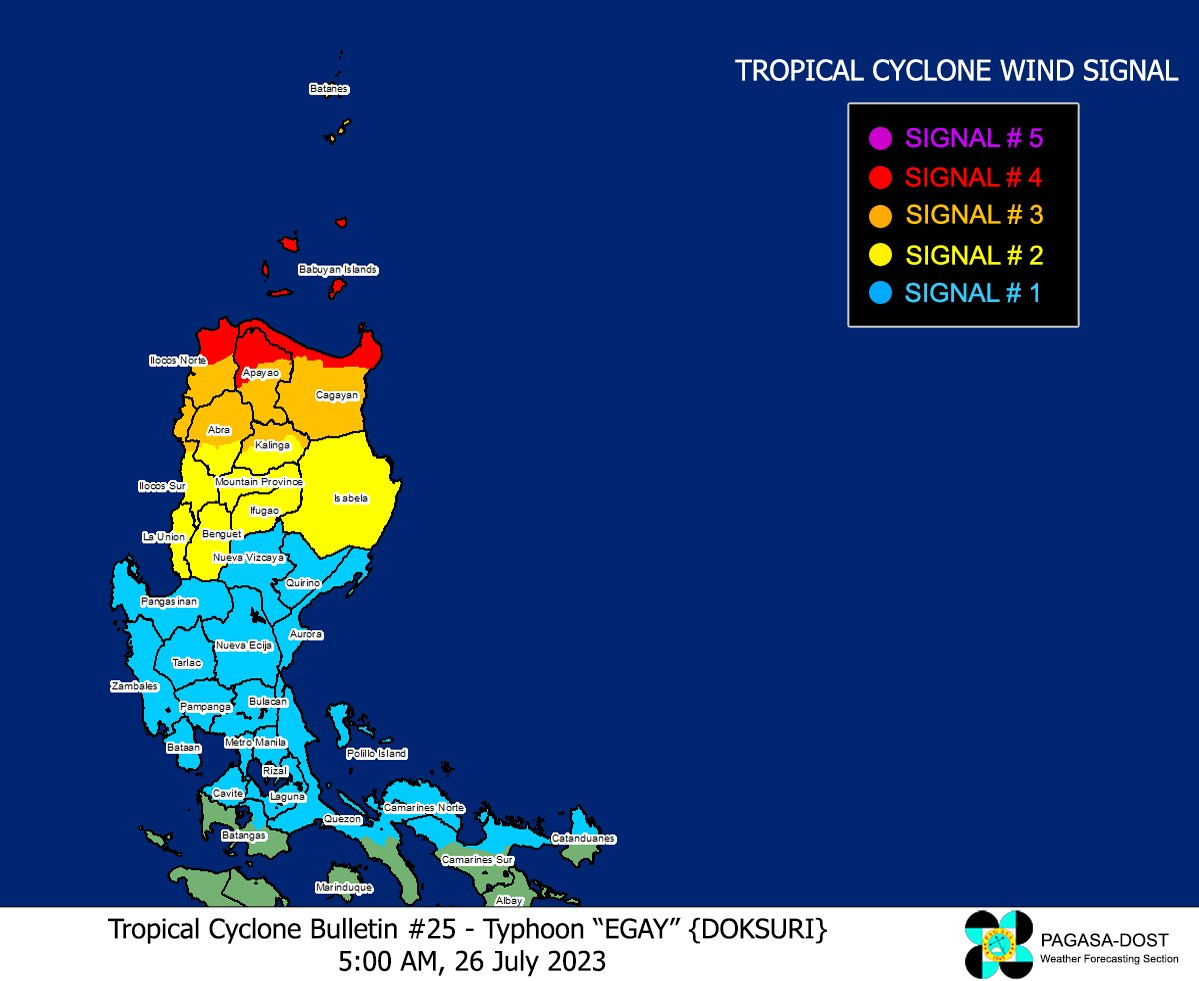 TROPICAL CYCLONE WIND SIGNAL
SIGNAL # 5
SIGNAL # 4
SIGNAL # 3
SIGNAL # 2
SIGNAL # 1
Batanes
Babuyan Islands
Ilocos Norte
Apayao
Cagayan
Abra
Kalinga
Ilocos Sur
Mountain Province
Isabela
Ifugao
La Union
Benguet
Nueva Vizcaya
Quirino
Pangasinan
Aurora
Nueva Ecija
Tarlac
Zambales
Bulacan
Pampanga
Metro Manila
Bataan
Polillo Island
Rizal
Cavite
Laguna
Camarines Norte
Quezon
Batangas
Catanduanes
Camarines Sur
Marinduque
Albay
Tropical Cyclone Bulletin #25 - Typhoon “EGAY” {DOKSURI}
5:00 AM, 26 July 2023
PAGASA-DOST
Weather Forecasting Section